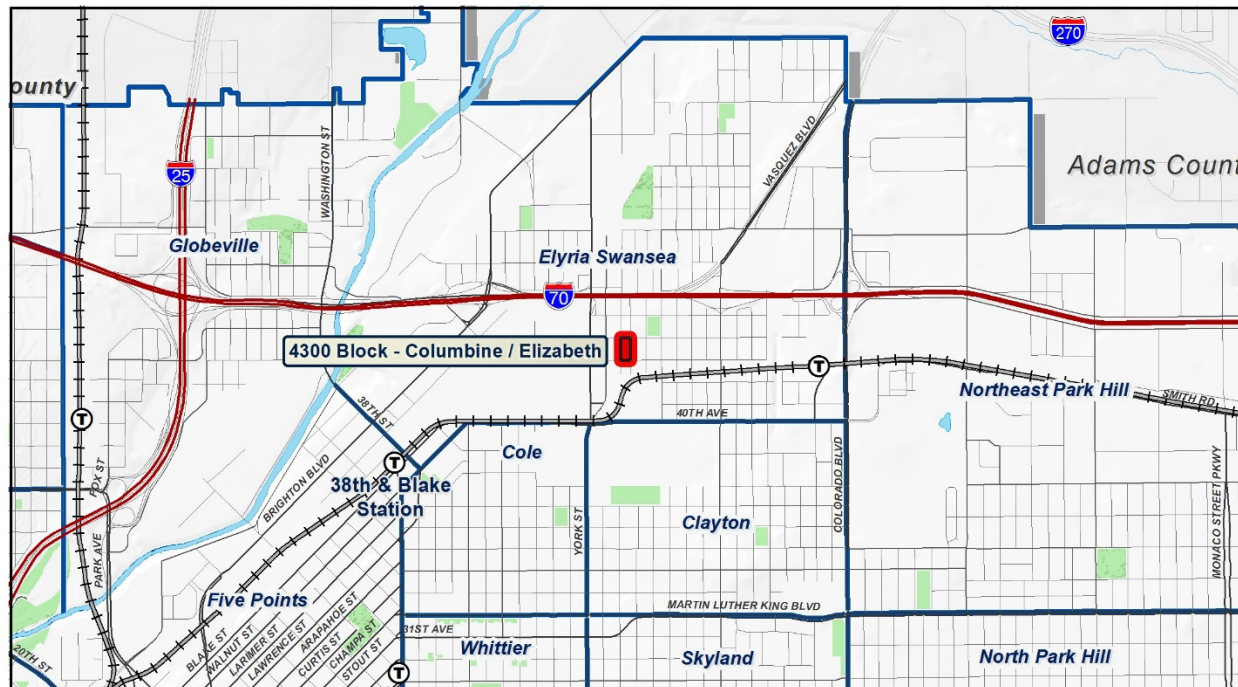 270
ounty
WASHINGTON ST
25
VASQUEZ BLVD
Adams Count
Globeville
Elyria Swansea
70
4300 Block - Columbine / Elizabeth
T
Northeast Park Hill
SMITH RD
38TH ST
40TH AVE
T
FOX ST
Cole
T
38th & Blake
Station
BRIGHTON BLVD
YORK ST
Clayton
COLORADO BLVD
MONACO STREET PKWY
PARK AVE
Five Points
MARTIN LUTHER KING BLVD
31ST AVE
BLAKE ST
WALNUT ST
LARIMER ST
LAWRENCE ST
ARAPAHOE ST
CURTIS ST
CHAMPA ST
STOUT ST
20TH ST
Whittier
Skyland
North Park Hill
T